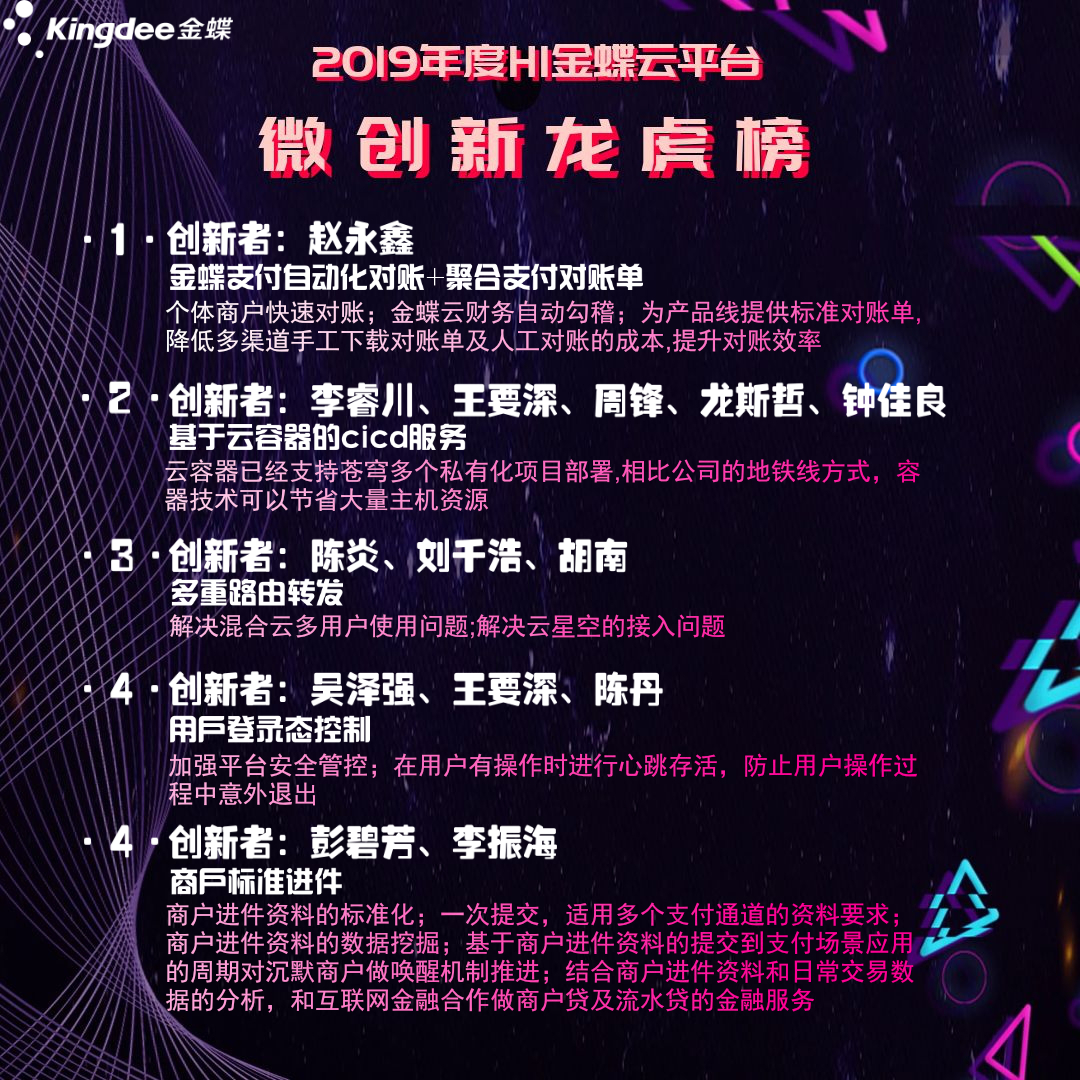 Kingdee金蝶
2019年度H1金蝶云平台
微创新龙虎榜
·1·创新者：赵永鑫
金蝶支付自动化对账+聚合支付对账单
个体商户快速对账；金蝶云财务自动勾稽；为产品线提供标准对账单,
降低多渠道手工下载对账单及人工对账的成本,提升对账效率
·2·创新者：李睿川、王要深、周锋、龙斯哲、钟佳良
基于云容器的cicd服务
云容器已经支持苍穹多个私有化项目部署,相比公司的地铁线方式，容
器技术可以节省大量主机资源
·3·创新者：陈炎、刘千浩、胡南
多重路由转发
解决混合云多用户使用问题;解决云星空的接入问题
·4·创新者：吴泽强、王要深、陈丹
用户登录态控制
加强平台安全管控；在用户有操作时进行心跳存活，防止用户操作过
程中意外退出
·4·创新者：彭碧芳、李振海
商户标准进件
商户进件资料的标准化；一次提交，适用多个支付通道的资料要求；
商户进件资料的数据挖掘；基于商户进件资料的提交到支付场景应用
的周期对沉默商户做唤醒机制推进；结合商户进件资料和日常交易数
据的分析，和互联网金融合作做商户贷及流水贷的金融服务